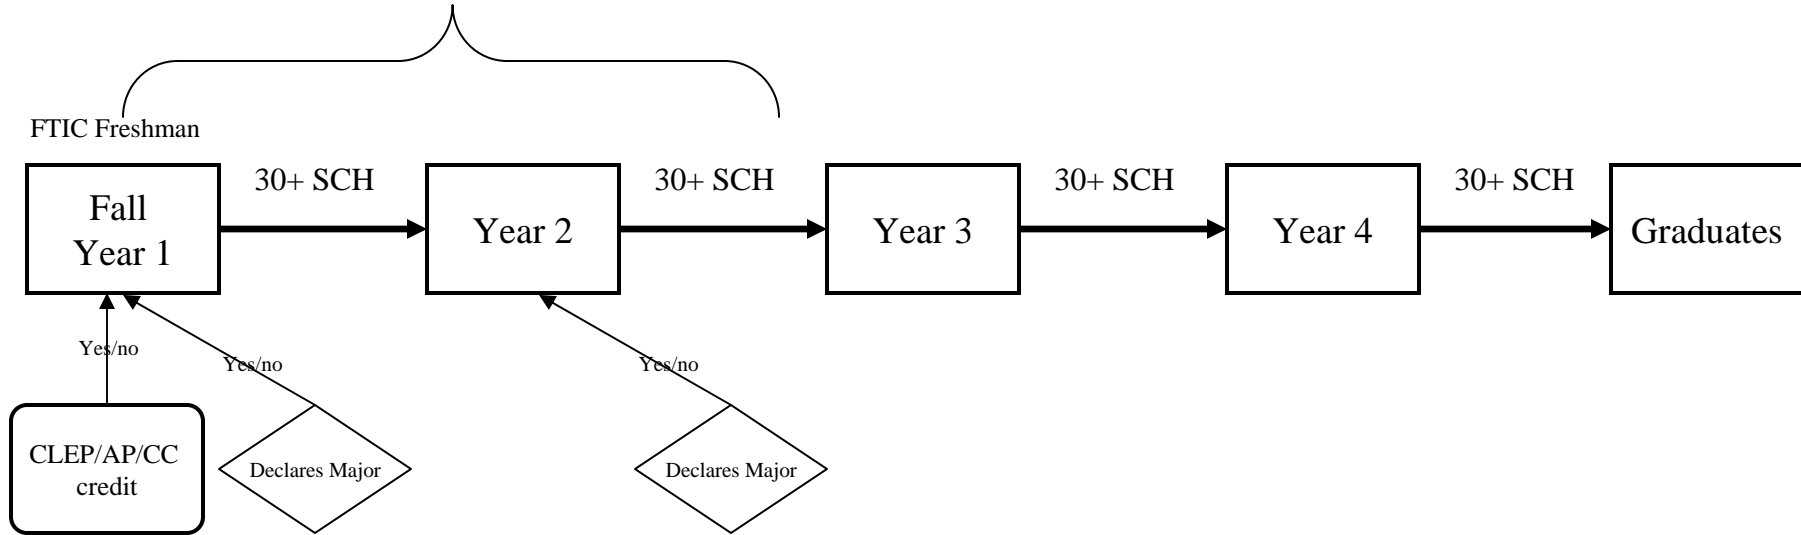 FTIC Freshman
30+ SCH
30+ SCH
30+ SCH
30+ SCH
Fall
Year 1
Year 2
Year 3
Year 4
Graduates
Yes/no
Yes/no
Yes/no
CLEP/AP/CC
credit
Declares Major
Declares Major